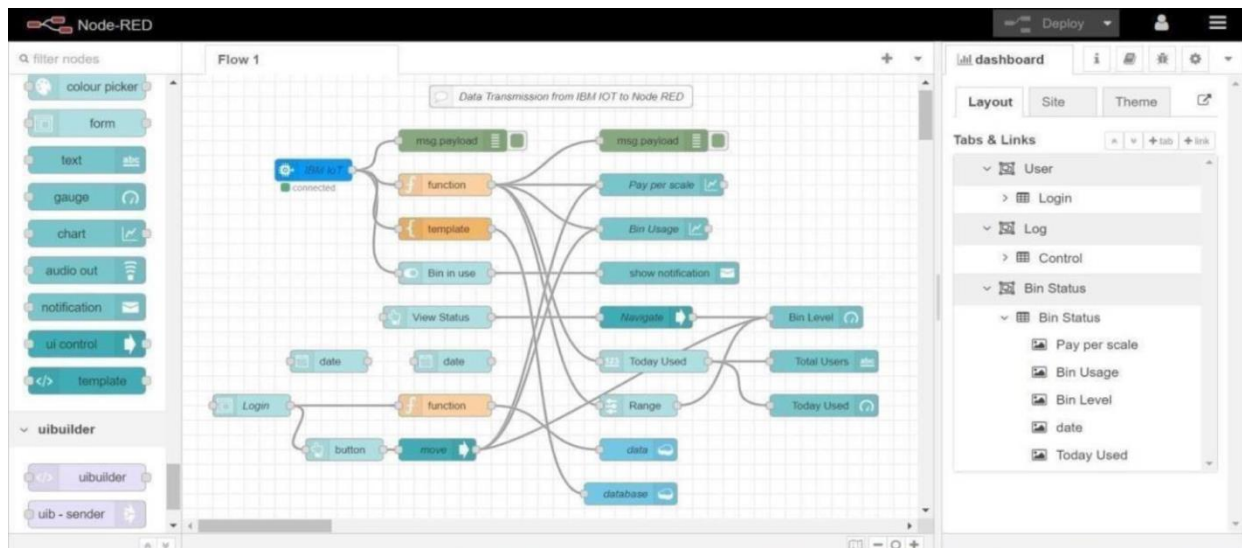 Node-RED
Deploy
filter nodes
colour picker
form
text
abc
gauge
chart
audio out
notification
ui control
</> template
uibuilder
</> uibuilder
uib - sender
Flow 1
Data Transmission from IBM IOT to Node RED
msg.payload
msg.payload
IBM IoT
connected
f function
Pay per scale
{ template
Bin Usage
Bin in use
show notification
View Status
Navigate
Bin Level
date
date
123 Today Used
Total Users abc
Login
f function
Range
Today Used
button
move
data
database
dashboard
i
Layout
Site
Theme
Tabs & Links
+ tab
+ link
User
Login
Log
Control
Bin Status
Bin Status
Pay per scale
Bin Usage
Bin Level
date
Today Used